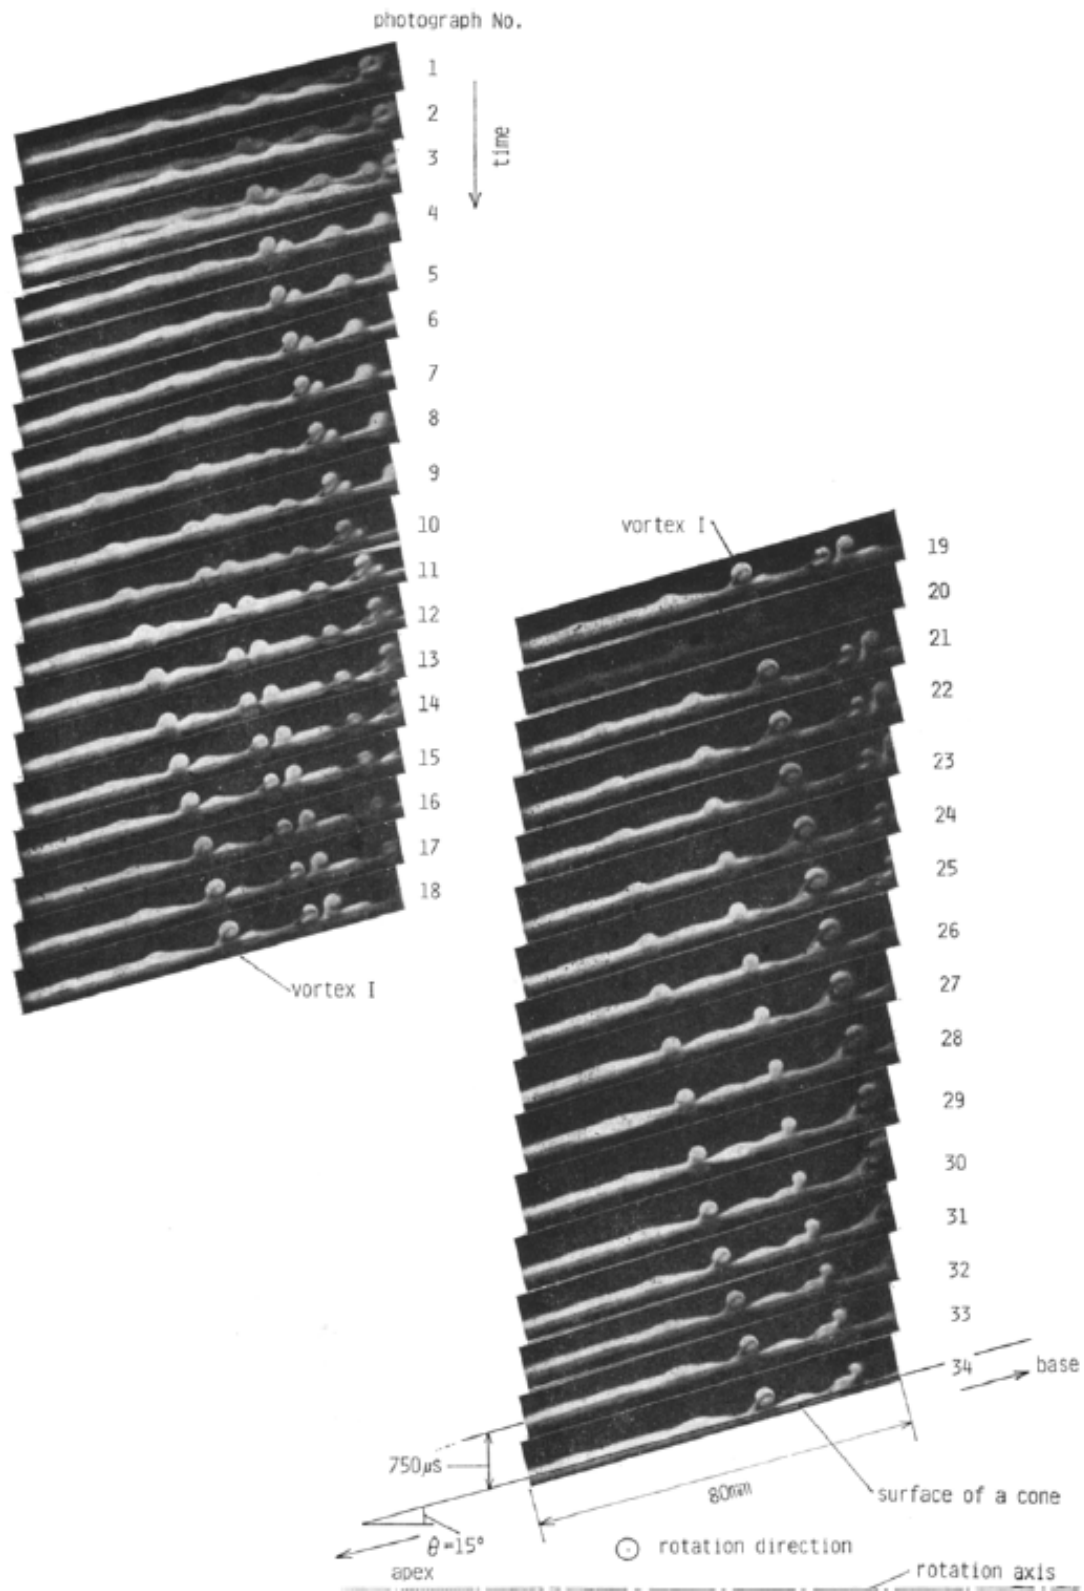 photograph No.
1
2
3
4
5
6
7
8
9
10
11
12
13
14
15
16
17
18
time
vortex I
vortex I
19
20
21
22
23
24
25
26
27
28
29
30
31
32
33
34
base
750μs
80mm
surface of a cone
θ=15°
apex
rotation direction
rotation axis